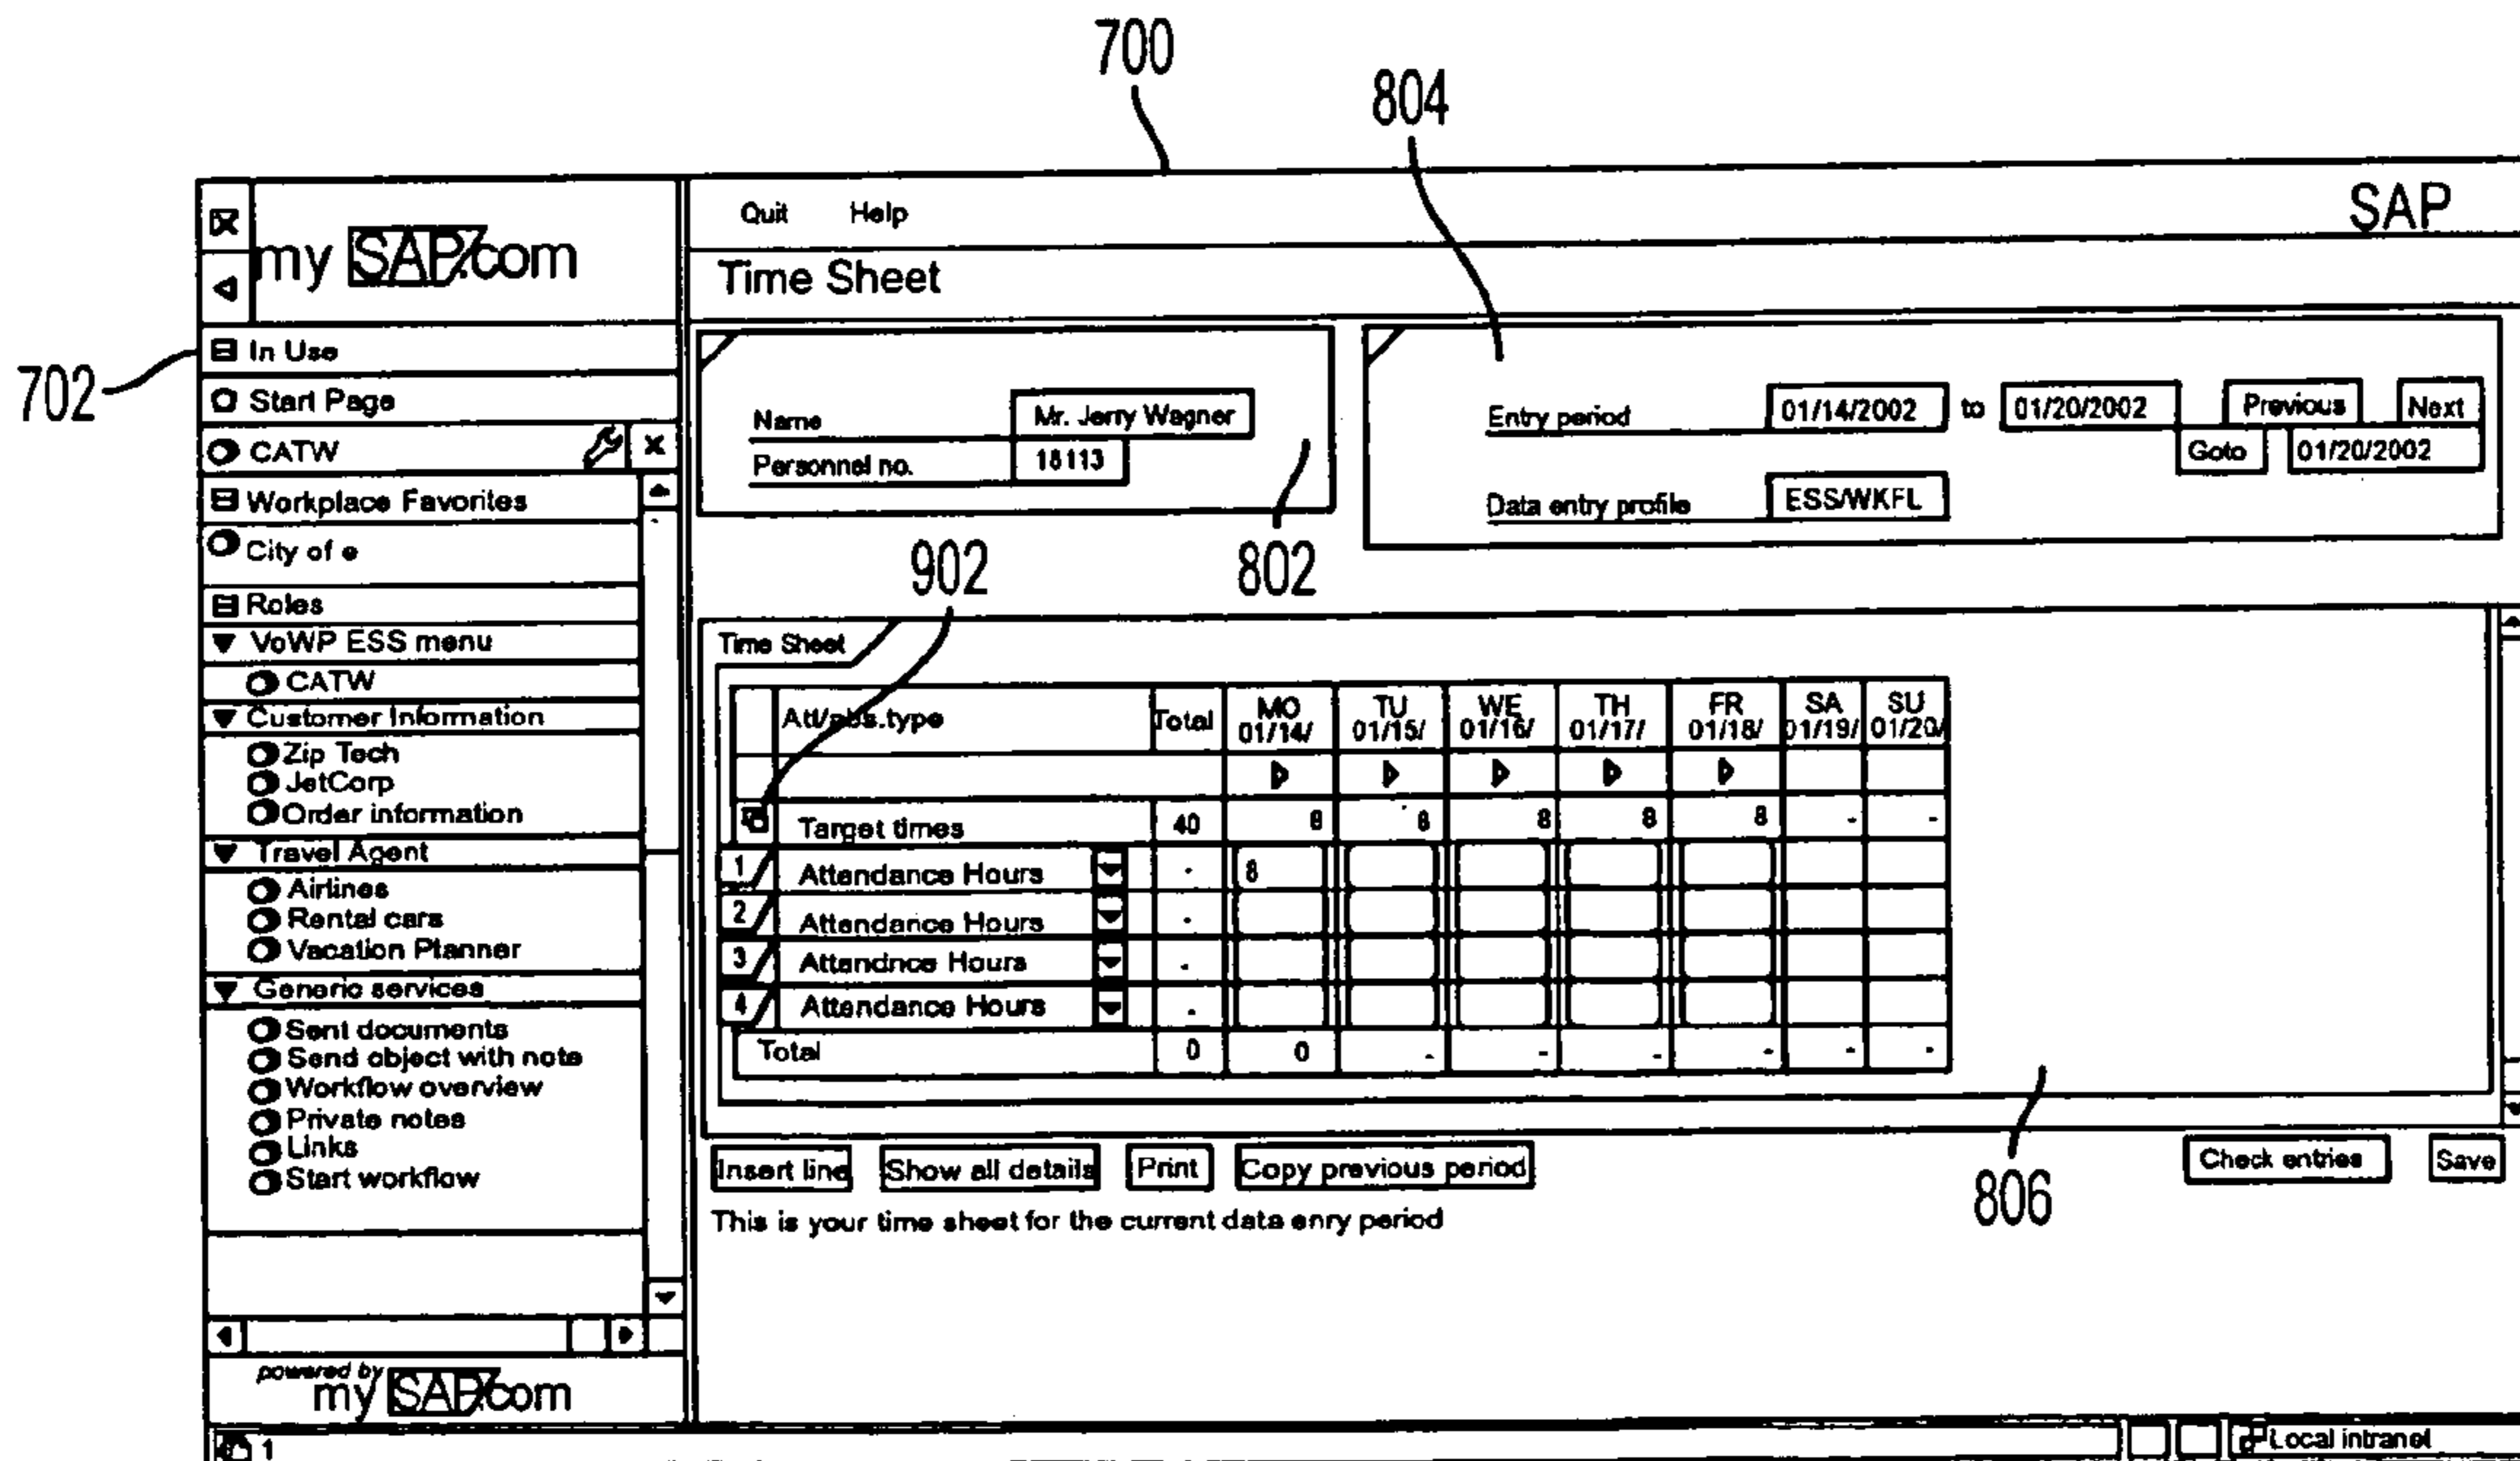 700
804
Quit Help SAP
my SAP.com
Time Sheet
702
In Use
Start Page
CATW
Workplace Favorites
City of e
Roles
VoWP ESS menu
CATW
Customer Information
Zip Tech
JetCorp
Order information
Travel Agent
Airlines
Rental cars
Vacation Planner
Generic services
Sent documents
Send object with note
Workflow overview
Private notes
Links
Start workflow
powered by
my SAP.com
Name Mr. Jerry Wagner
Personnel no. 18113
802
Entry period 01/14/2002 to 01/20/2002 Previous Next
Goto 01/20/2002
Data entry profile ESS/WKFL
902
Time Sheet
Att/abs.type Total MO TU WE TH FR SA SU
01/14/ 01/15/ 01/16/ 01/17/ 01/18/ 01/19/ 01/20/
Target times 40 8 8 8 8 8 - -
1 Attendance Hours - 8
2 Attendance Hours -
3 Attendnce Hours -
4 Attendance Hours -
Total 0 0 - - - - - -
806
Insert line Show all details Print Copy previous period Check entries Save
This is your time sheet for the current data enry period
1 Local intranet